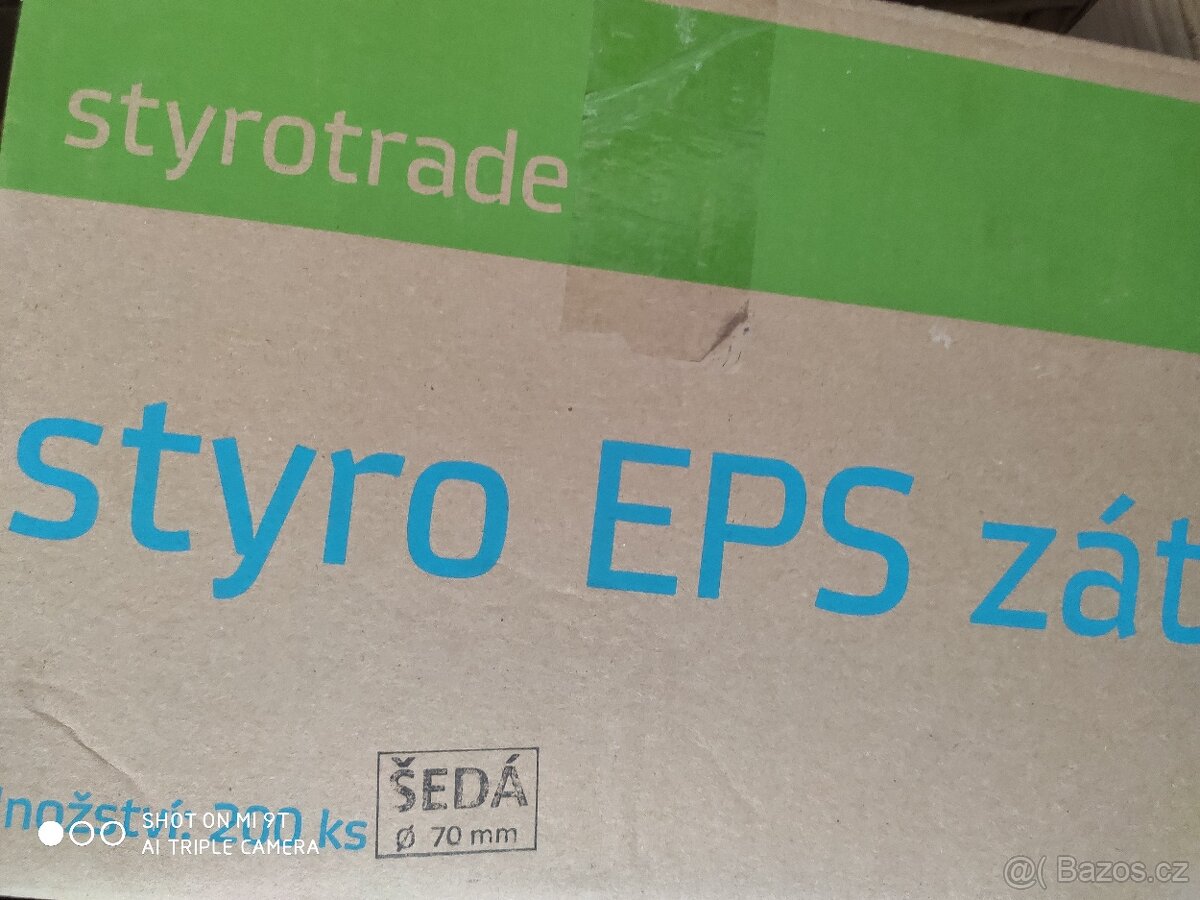 styrotrade
styro EPS zát
nožství: 200 ks
ŠEDÁ
ø 70 mm
SHOT ON MI 9T
AI TRIPLE CAMERA
@( Bazos.cz